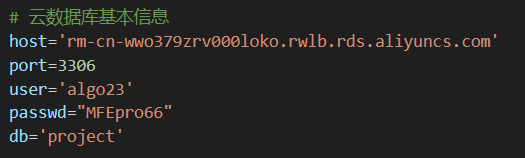 # 云数据库基本信息
host='rm-cn-wwo379zrv000loko.rwlb.rds.aliyuncs.com'
port=3306
user='algo23'
passwd="MFEpro66"
db='project'